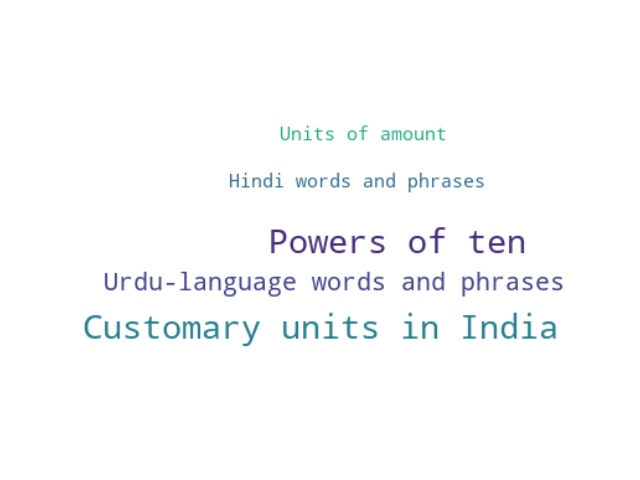 Units of amount
Hindi words and phrases
Powers of ten
Urdu-language words and phrases
Customary units in India